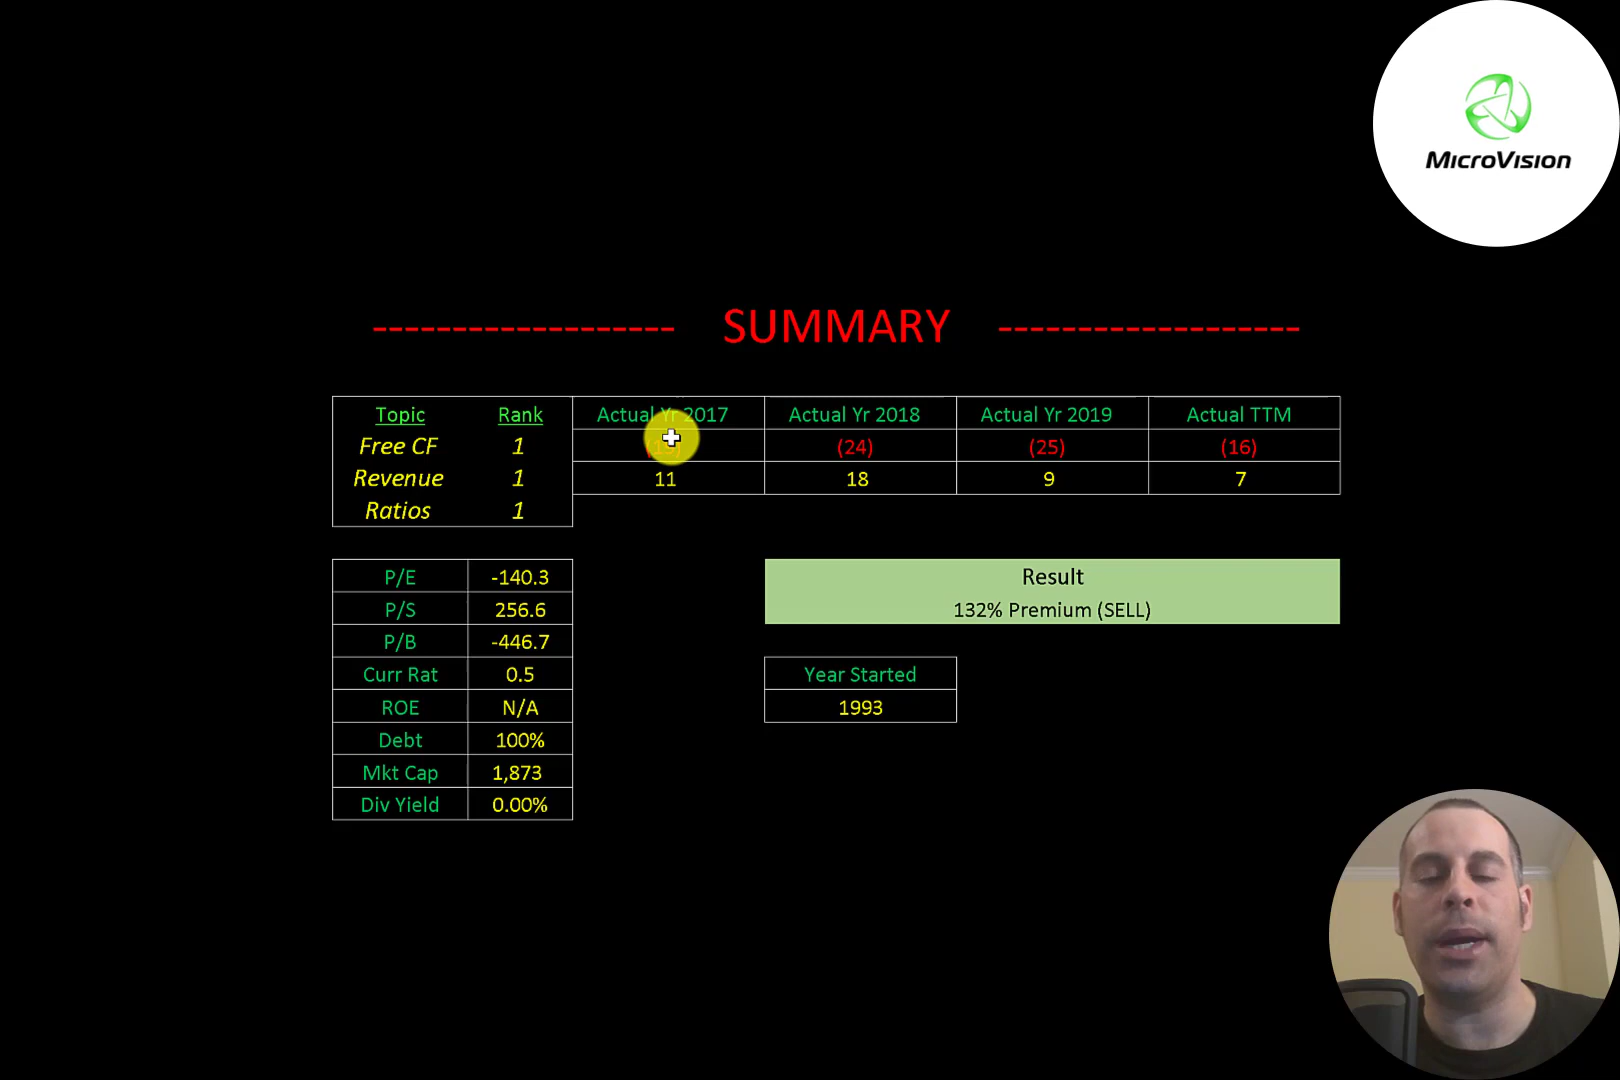 MicroVision
------------------- SUMMARY -------------------
Topic Rank Actual Yr 2017 Actual Yr 2018 Actual Yr 2019 Actual TTM
Free CF 1 (24) (25) (16)
Revenue 1 11 18 9 7
Ratios 1
P/E -140.3
Result
P/S 256.6
132% Premium (SELL)
P/B -446.7
Curr Rat 0.5
Year Started
ROE N/A
1993
Debt 100%
Mkt Cap 1,873
Div Yield 0.00%